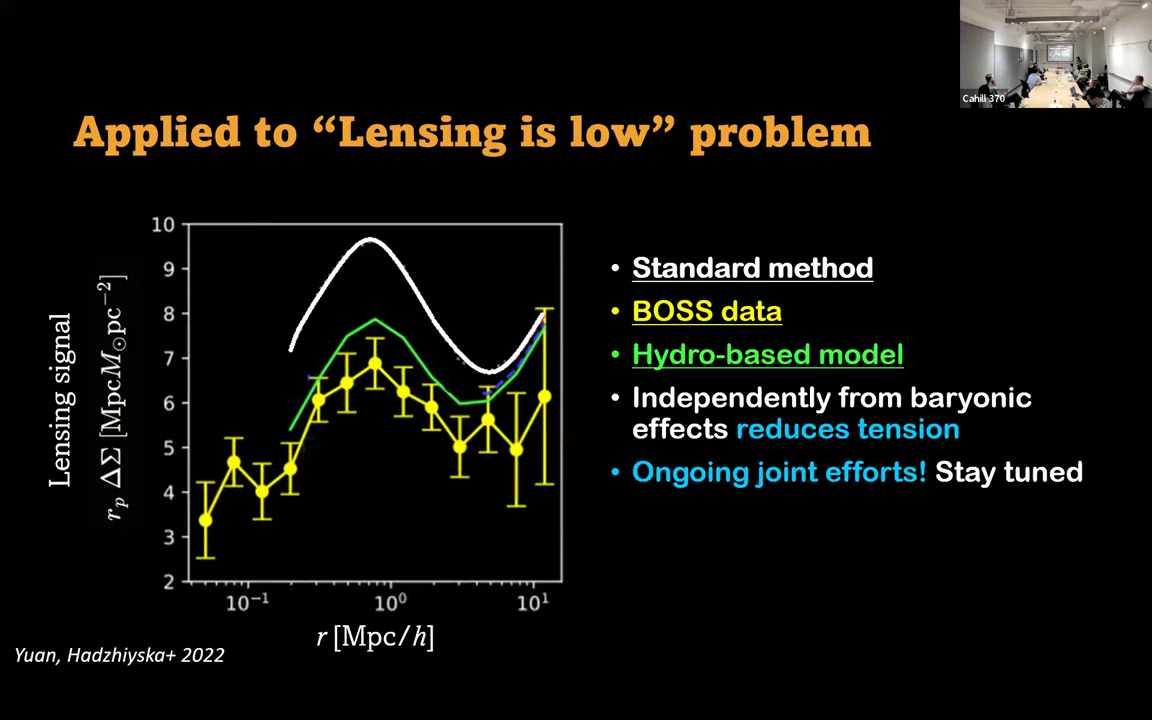 Cahill 370
Applied to “Lensing is low” problem
Lensing signal
r_p ΔΣ [Mpc M_⊙ pc^{-2}]
10
9
8
7
6
5
4
3
2
10^{-1}
10^0
10^1
r [Mpc/h]
• Standard method
• BOSS data
• Hydro-based model
• Independently from baryonic
effects reduces tension
• Ongoing joint efforts! Stay tuned
Yuan, Hadzhiyska+ 2022